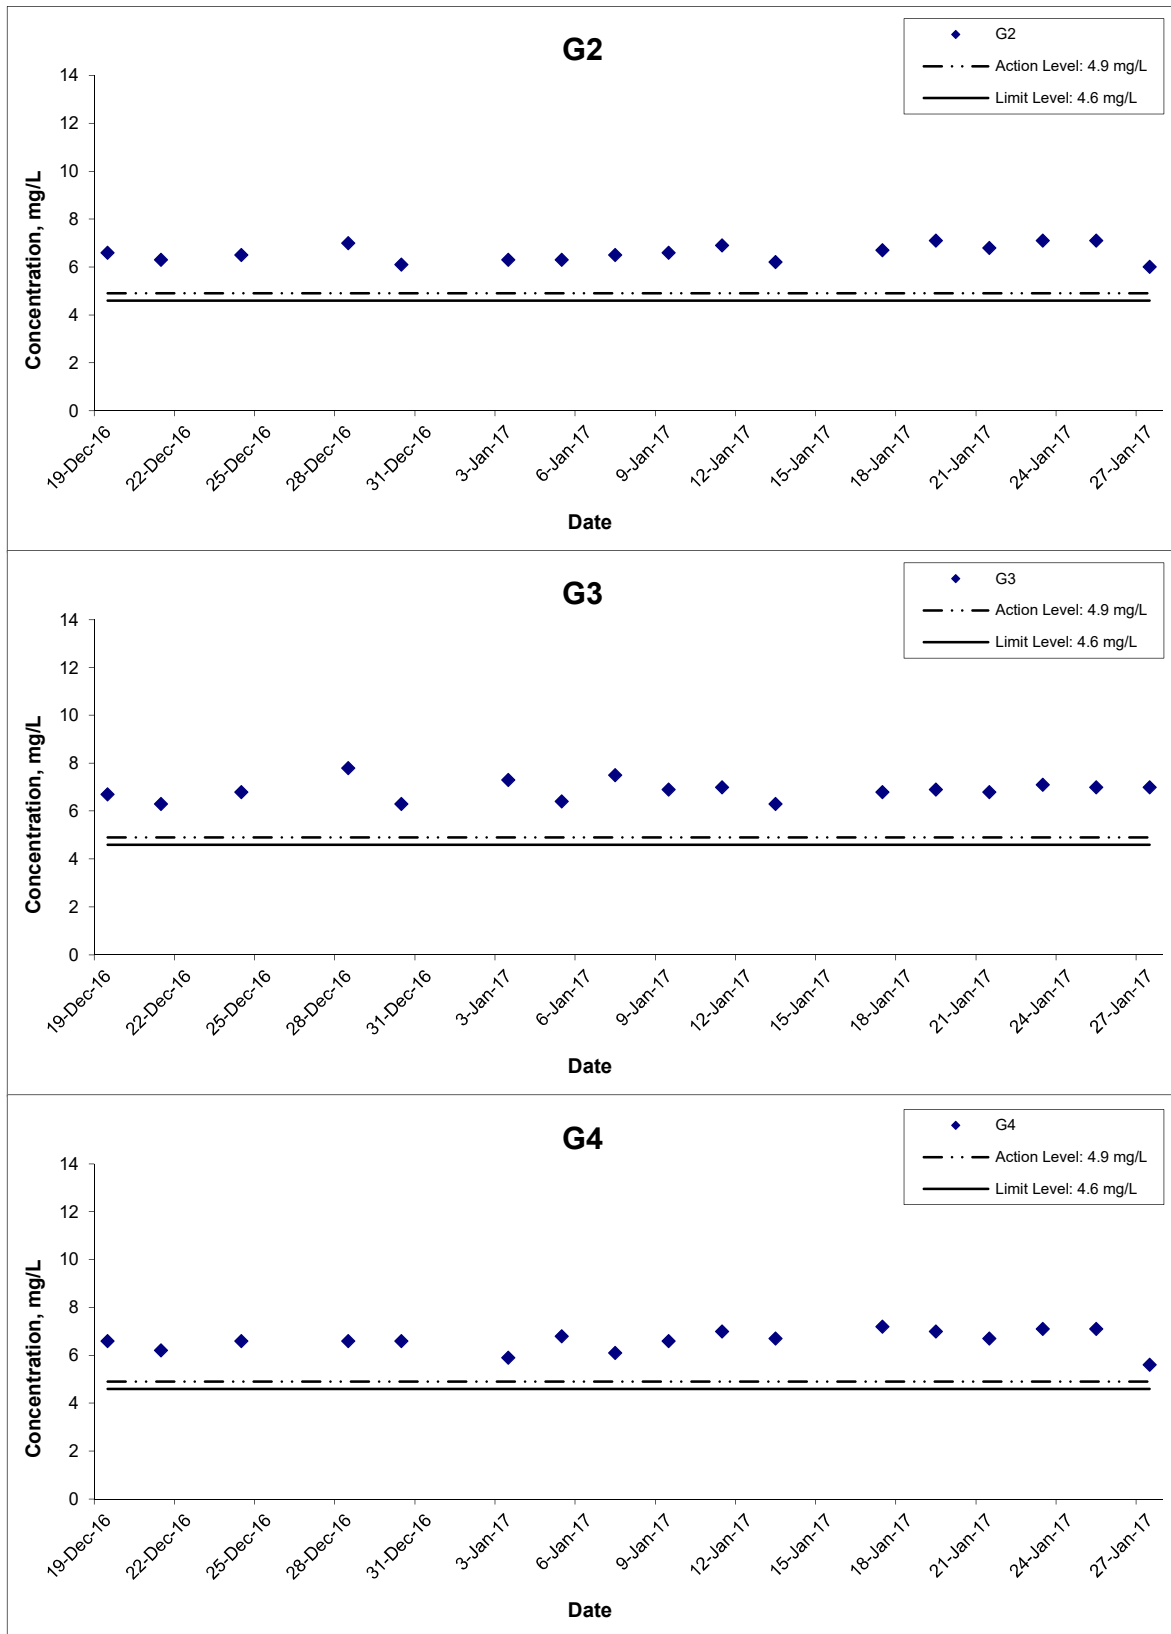 G2
G2
Action Level: 4.9 mg/L
Limit Level: 4.6 mg/L
Concentration, mg/L
14
12
10
8
6
4
2
0
19-Dec-16
22-Dec-16
25-Dec-16
28-Dec-16
31-Dec-16
3-Jan-17
6-Jan-17
9-Jan-17
12-Jan-17
15-Jan-17
18-Jan-17
21-Jan-17
24-Jan-17
27-Jan-17
Date
G3
G3
Action Level: 4.9 mg/L
Limit Level: 4.6 mg/L
Concentration, mg/L
14
12
10
8
6
4
2
0
19-Dec-16
22-Dec-16
25-Dec-16
28-Dec-16
31-Dec-16
3-Jan-17
6-Jan-17
9-Jan-17
12-Jan-17
15-Jan-17
18-Jan-17
21-Jan-17
24-Jan-17
27-Jan-17
Date
G4
G4
Action Level: 4.9 mg/L
Limit Level: 4.6 mg/L
Concentration, mg/L
14
12
10
8
6
4
2
0
19-Dec-16
22-Dec-16
25-Dec-16
28-Dec-16
31-Dec-16
3-Jan-17
6-Jan-17
9-Jan-17
12-Jan-17
15-Jan-17
18-Jan-17
21-Jan-17
24-Jan-17
27-Jan-17
Date